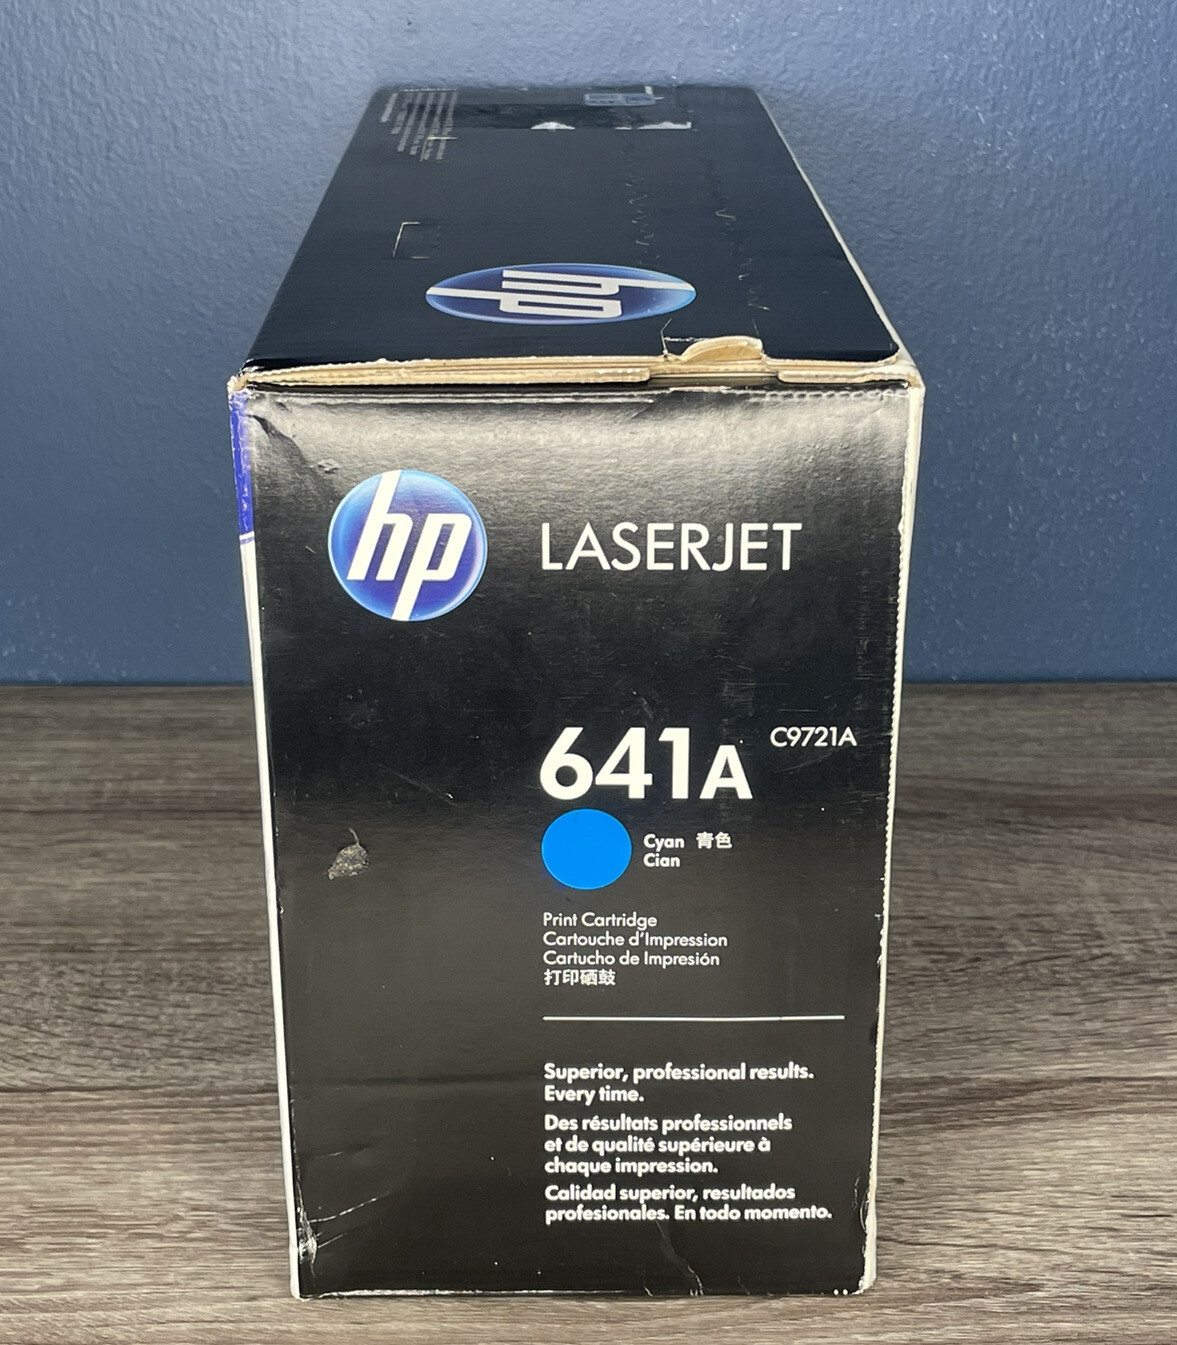 hp
hp
LASERJET
641A C9721A
Cyan 青色
Cian
Print Cartridge
Cartouche d'Impression
Cartucho de Impresión
打印硒鼓
Superior, professional results.
Every time.
Des résultats professionnels
et de qualité supérieure à
chaque impression.
Calidad superior, resultados
profesionales. En todo momento.